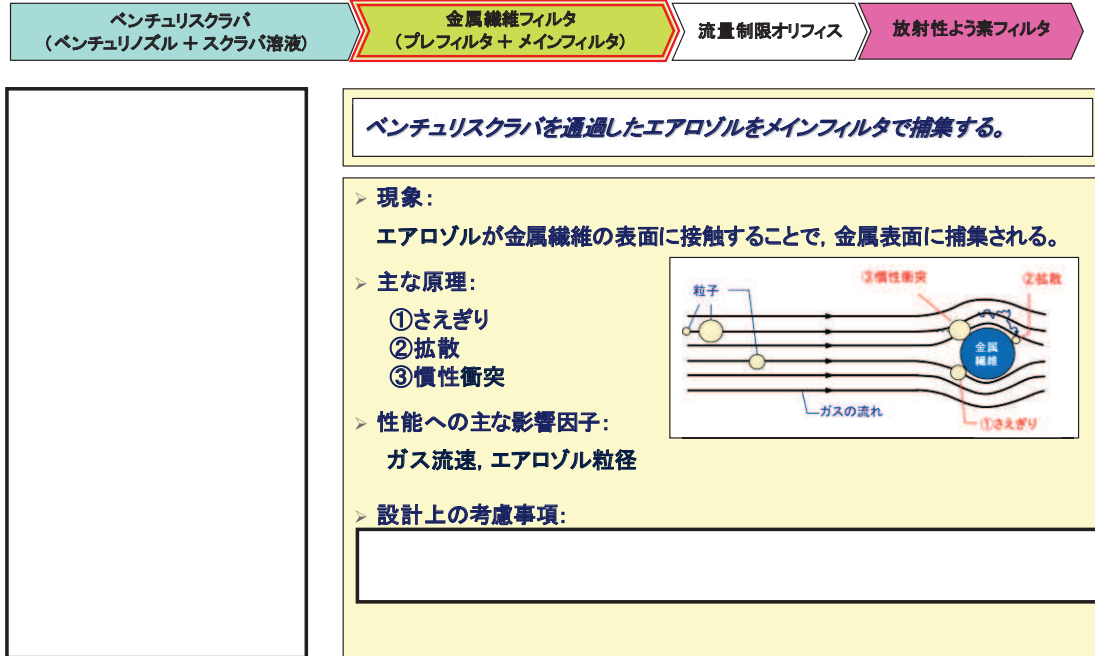 ベンチュリスクラバ
（ベンチュリノズル + スクラバ溶液）
金属繊維フィルタ
（プレフィルタ + メインフィルタ）
流量制限オリフィス
放射性よう素フィルタ
ベンチュリスクラバを通過したエアロゾルをメインフィルタで捕集する。
➢ 現象：
エアロゾルが金属繊維の表面に接触することで，金属表面に捕集される。
➢ 主な原理：
①さえぎり
②拡散
③慣性衝突
粒子
③慣性衝突
②拡散
金属
繊維
ガスの流れ
①さえぎり
➢ 性能への主な影響因子：
ガス流速，エアロゾル粒径
➢ 設計上の考慮事項：